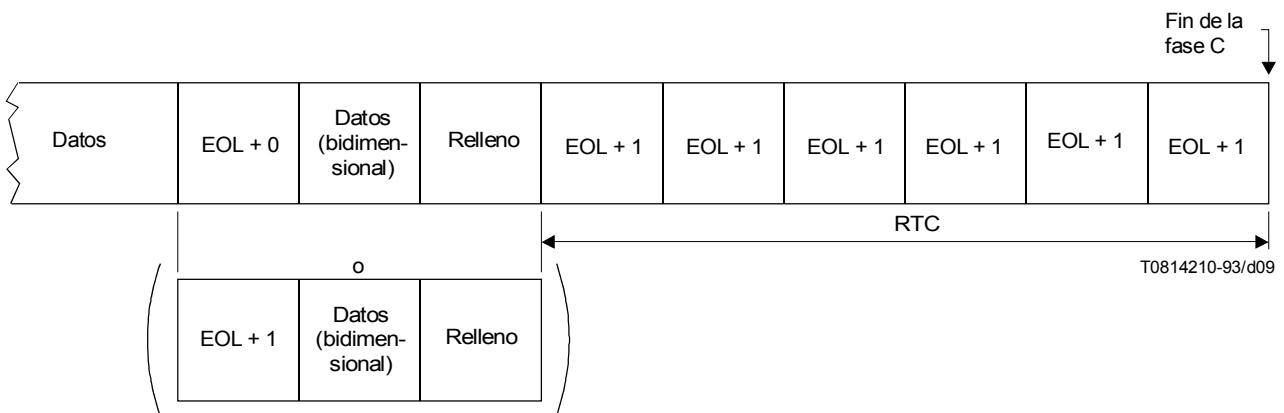 Fin de la
fase C
Datos
EOL + 0
Datos
(bidimen-
sional)
Relleno
EOL + 1
EOL + 1
EOL + 1
EOL + 1
EOL + 1
EOL + 1
RTC
T0814210-93/d09
o
EOL + 1
Datos
(bidimen-
sional)
Relleno